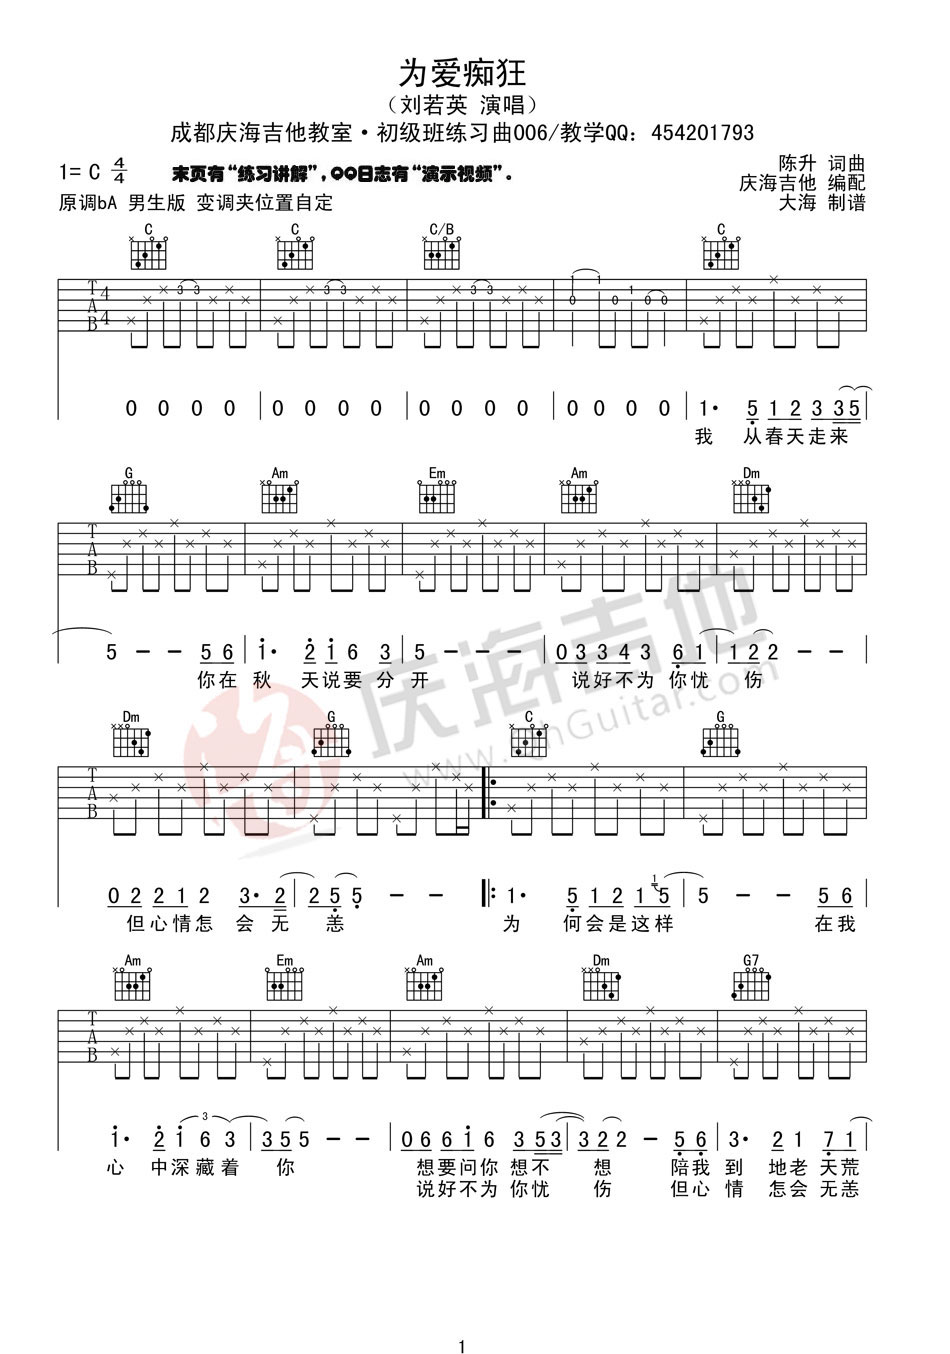 为爱痴狂
（刘若英 演唱）
成都庆海吉他教室·初级班练习曲006/教学QQ：454201793
1= C 4/4 末页有“练习讲解”，QQ日志有“演示视频”。
陈升 词曲
庆海吉他 编配
原调bA 男生版 变调夹位置自定
大海 制谱
C C C/B C
T A B 4 4
3 3 3 3 3 3 1 1 0 0 1 0 0
0 0 0 0 | 0 0 0 0 | 0 0 0 0 | 0 0 0 0 | 1· 5 1 2 3 3 5
我 从春天走来
G Am Em Am Dm
T A B
5 - - 5 6 | 1· 2 1 6 3 | 5 - - | 0 3 3 4 3 6 1 | 1 2 2 - -
你在 秋 天说要 分 开 说好不为 你忧 伤
Dm G C G
T A B
0 2 2 1 2 3· 2 | 2 5 5 - - |: 1· 5 1 2 1 1 5 | 5 - - 5 6
但心情怎 会 无 恙 为 何会是这样 在我
Am Em Am Dm G7
T A B
3
1· 2 1 6 3 | 3 5 5 - - | 0 6 6 1 6 3 5 3 | 3 2 2 - 5 6 | 3· 2 1 7 1
心 中深藏着 你 想要问你想不 想 陪我 到 地老天荒
说好不为你忧 伤 但心 情 怎会无恙
庆海吉他
www.QhGuitar.com
1